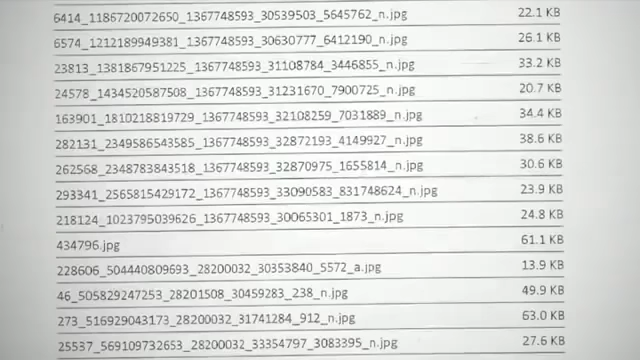 6414_1186720072650_1367748593_30539503_5645762_n.jpg 22.1 KB
6574_1212189949381_1367748593_30630777_6412190_n.jpg 26.1 KB
23813_1381867951225_1367748593_31108784_3446855_n.jpg 33.2 KB
24578_1434520587508_1367748593_31231670_7900725_n.jpg 20.7 KB
163901_1810218819729_1367748593_32108259_7031889_n.jpg 34.4 KB
282131_2349586543585_1367748593_32872193_4149927_n.jpg 38.6 KB
262568_2348783843518_1367748593_32870975_1655814_n.jpg 30.6 KB
293341_2565815429172_1367748593_33090583_831748624_n.jpg 23.9 KB
218124_1023795039626_1367748593_30065301_1873_n.jpg 24.8 KB
434796.jpg 61.1 KB
228606_504440809693_28200032_30353840_5572_a.jpg 13.9 KB
46_505829247253_28201508_30459283_238_n.jpg 49.9 KB
273_516929043173_28200032_31741284_912_n.jpg 63.0 KB
25537_569109732653_28200032_33354797_3083395_n.jpg 27.6 KB